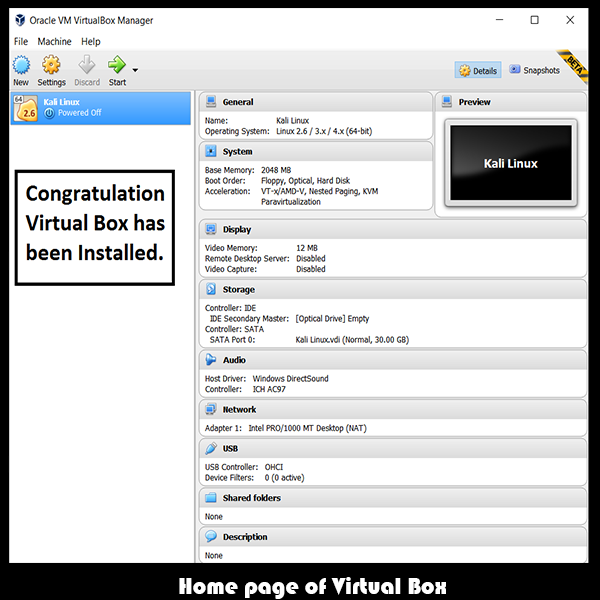 Oracle VM VirtualBox Manager
File Machine Help
New Settings Discard Start
Details Snapshots
BETA
64
2.6
Kali Linux
Powered Off
Congratulation
Virtual Box has
been Installed.
General
Name: Kali Linux
Operating System: Linux 2.6 / 3.x / 4.x (64-bit)
Preview
Kali Linux
System
Base Memory: 2048 MB
Boot Order: Floppy, Optical, Hard Disk
Acceleration: VT-x/AMD-V, Nested Paging, KVM
Paravirtualization
Display
Video Memory: 12 MB
Remote Desktop Server: Disabled
Video Capture: Disabled
Storage
Controller: IDE
IDE Secondary Master: [Optical Drive] Empty
Controller: SATA
SATA Port 0: Kali Linux.vdi (Normal, 30.00 GB)
Audio
Host Driver: Windows DirectSound
Controller: ICH AC97
Network
Adapter 1: Intel PRO/1000 MT Desktop (NAT)
USB
USB Controller: OHCI
Device Filters: 0 (0 active)
Shared folders
None
Description
None
Home page of Virtual Box